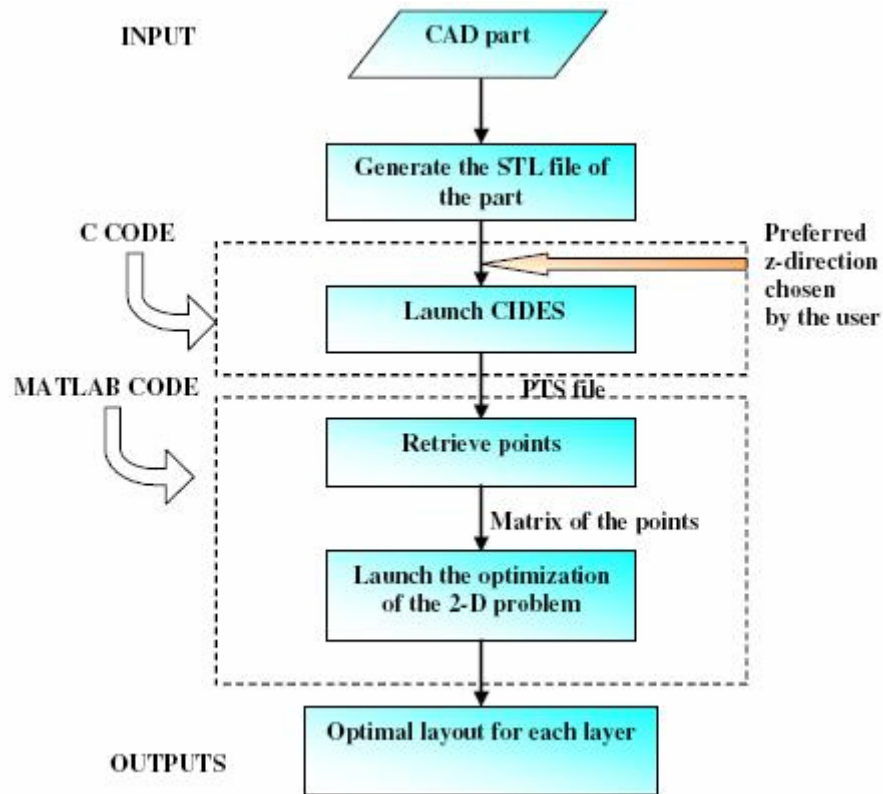 INPUT
CAD part
Generate the STL file of
the part
C CODE
Preferred
z-direction
chosen
by the user
Launch CIDES
MATLAB CODE
PTS file
Retrieve points
Matrix of the points
Launch the optimization
of the 2-D problem
Optimal layout for each layer
OUTPUTS